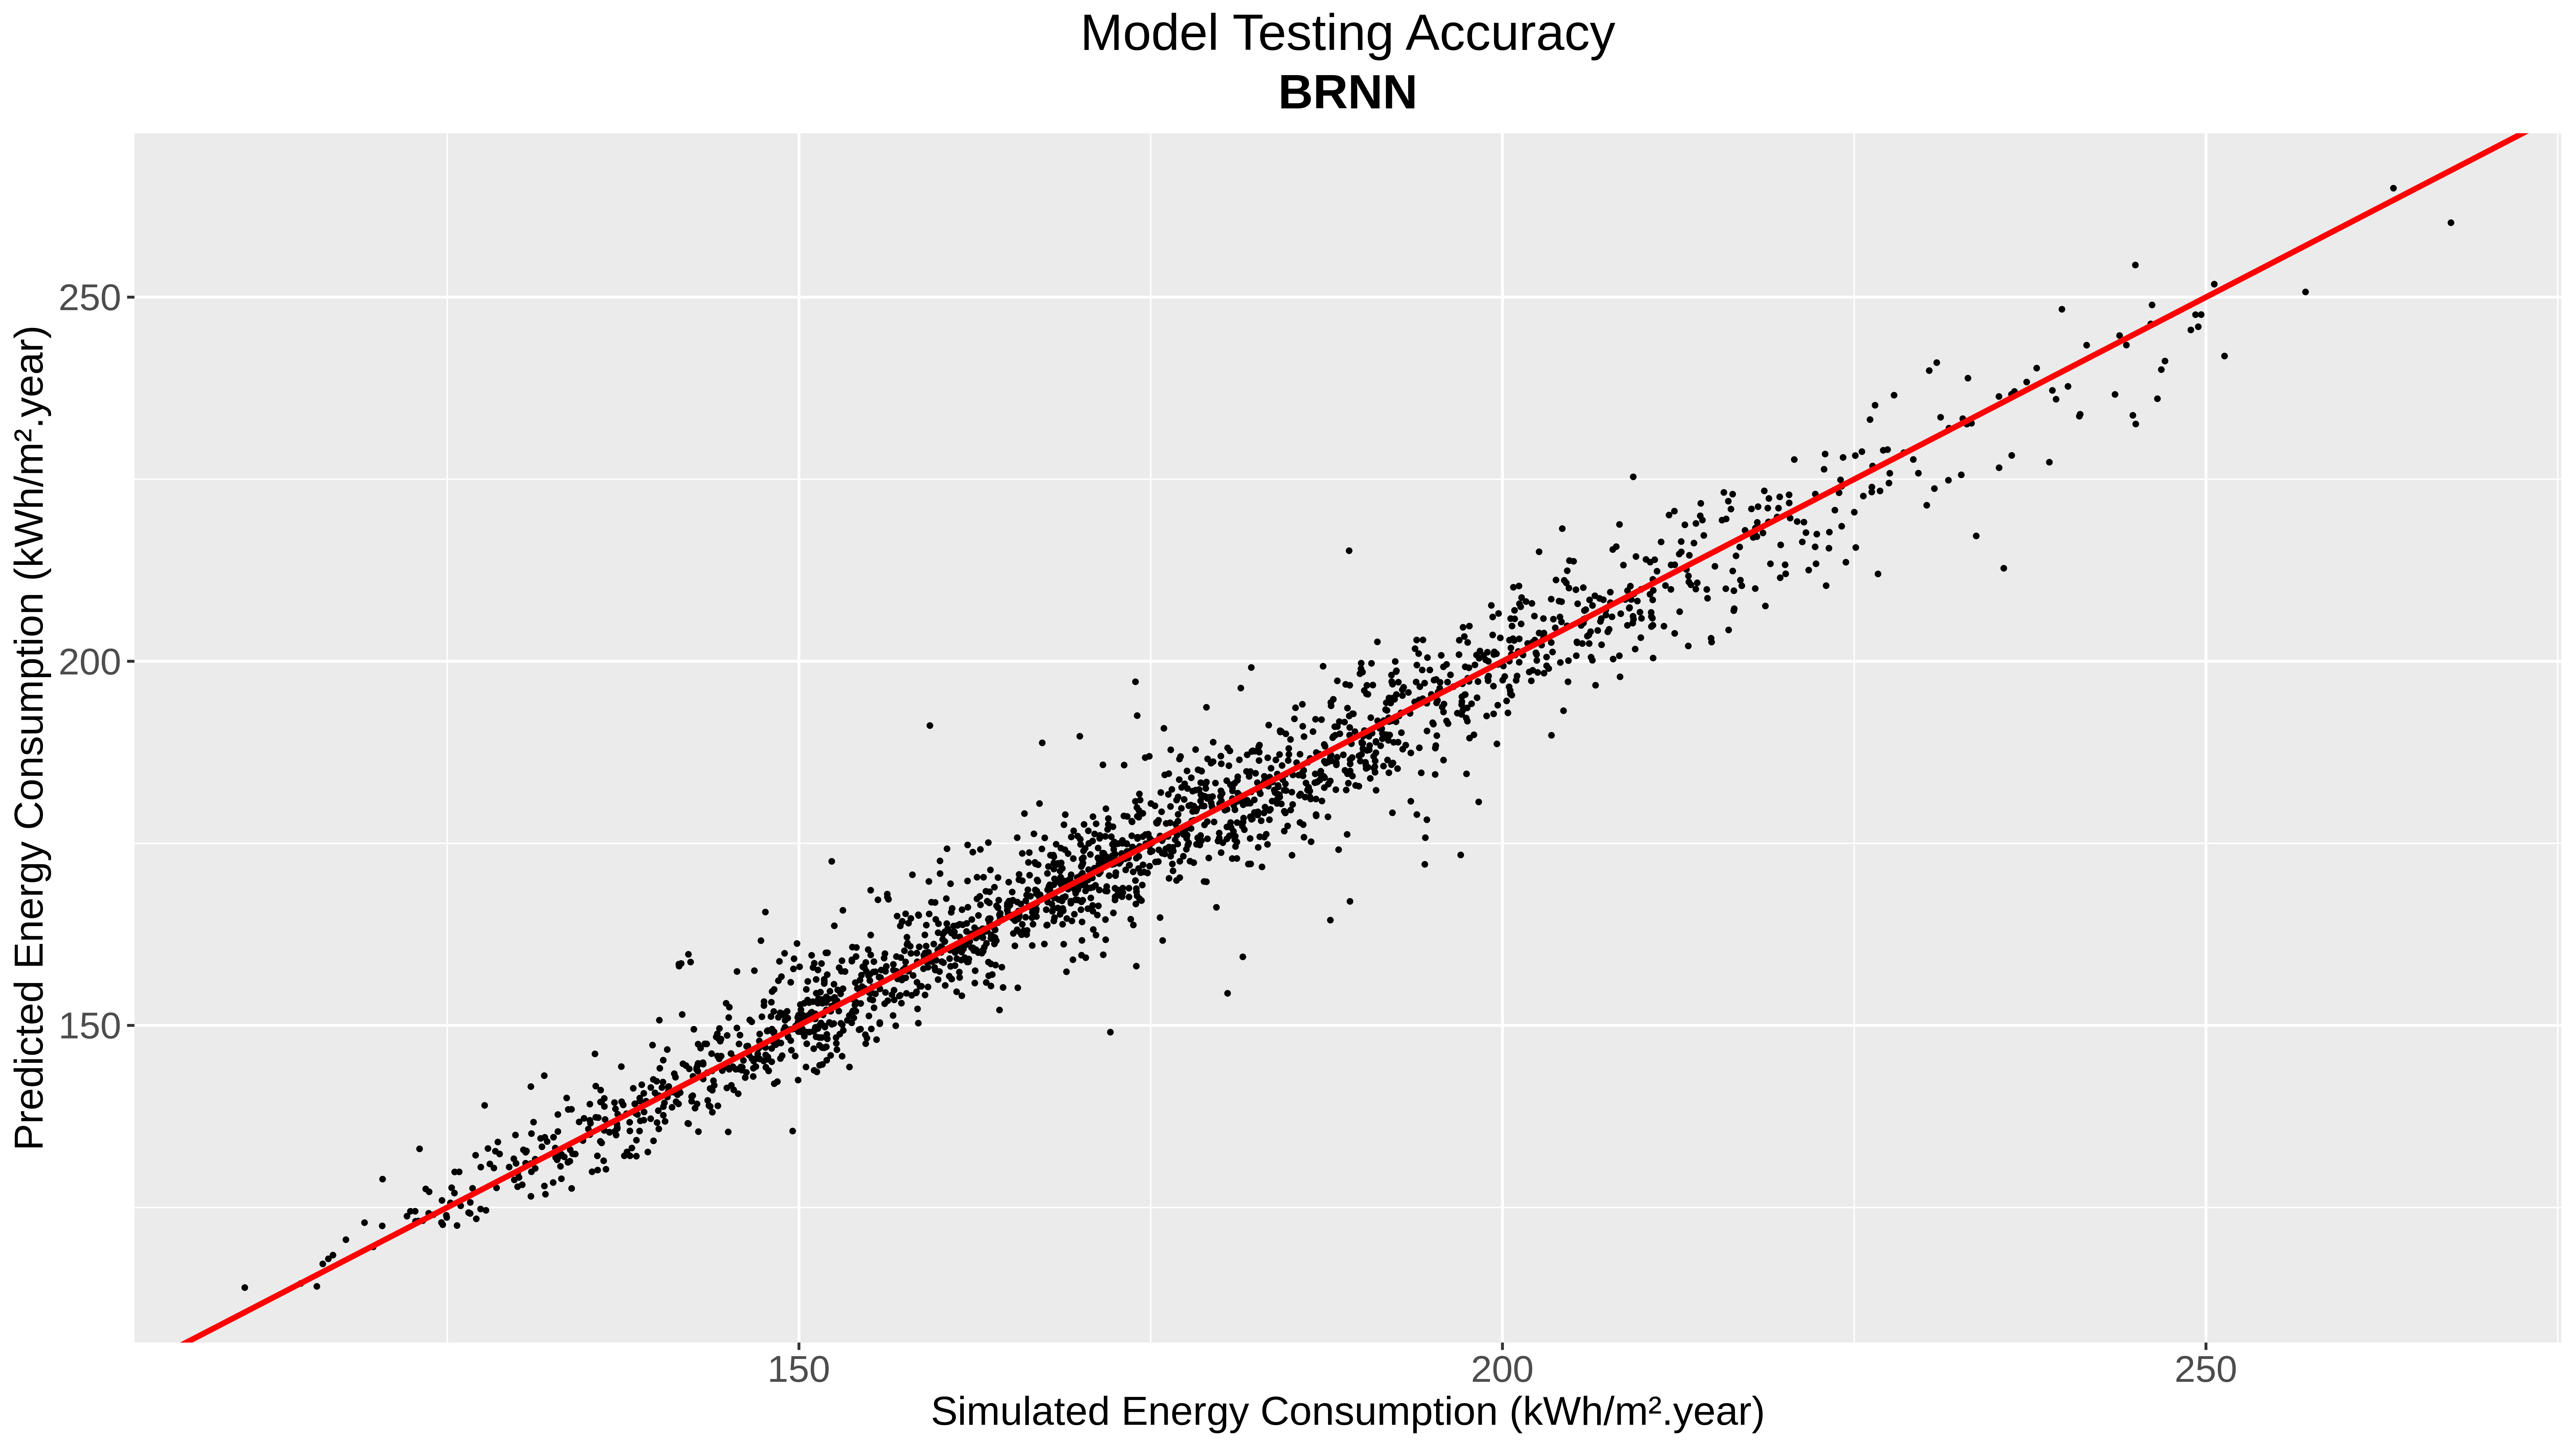 Model Testing Accuracy
BRNN
Predicted Energy Consumption (kWh/m².year)
250
200
150
150 200 250
Simulated Energy Consumption (kWh/m².year)